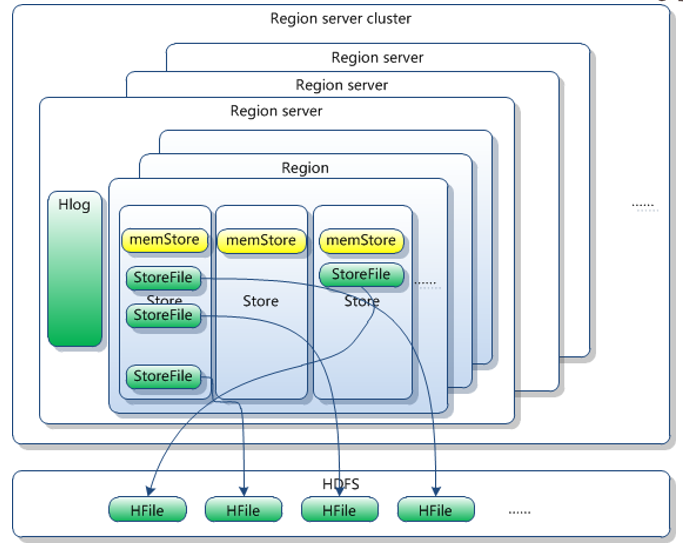 Region server cluster
Region server
Region server
Region server
Region
Hlog
memStore
memStore
memStore
StoreFile
StoreFile
Store
Store
Store
......
......
StoreFile
StoreFile
HDFS
HFile
HFile
HFile
HFile
......